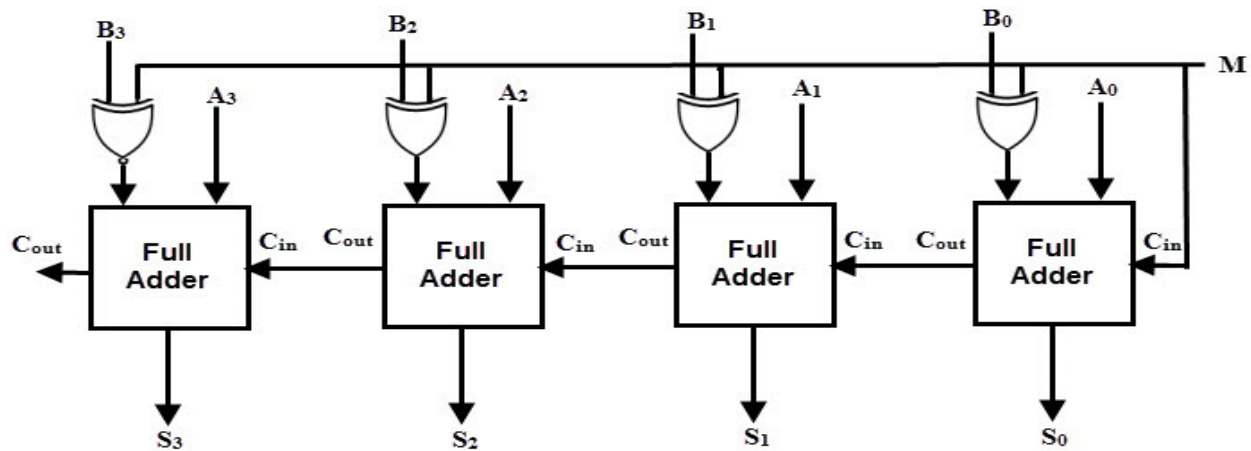 B₃ B₂ B₁ B₀
M
A₃ A₂ A₁ A₀
Cout Full Adder Cin Cout Full Adder Cin Cout Full Adder Cin Cout Full Adder Cin
S₃ S₂ S₁ S₀